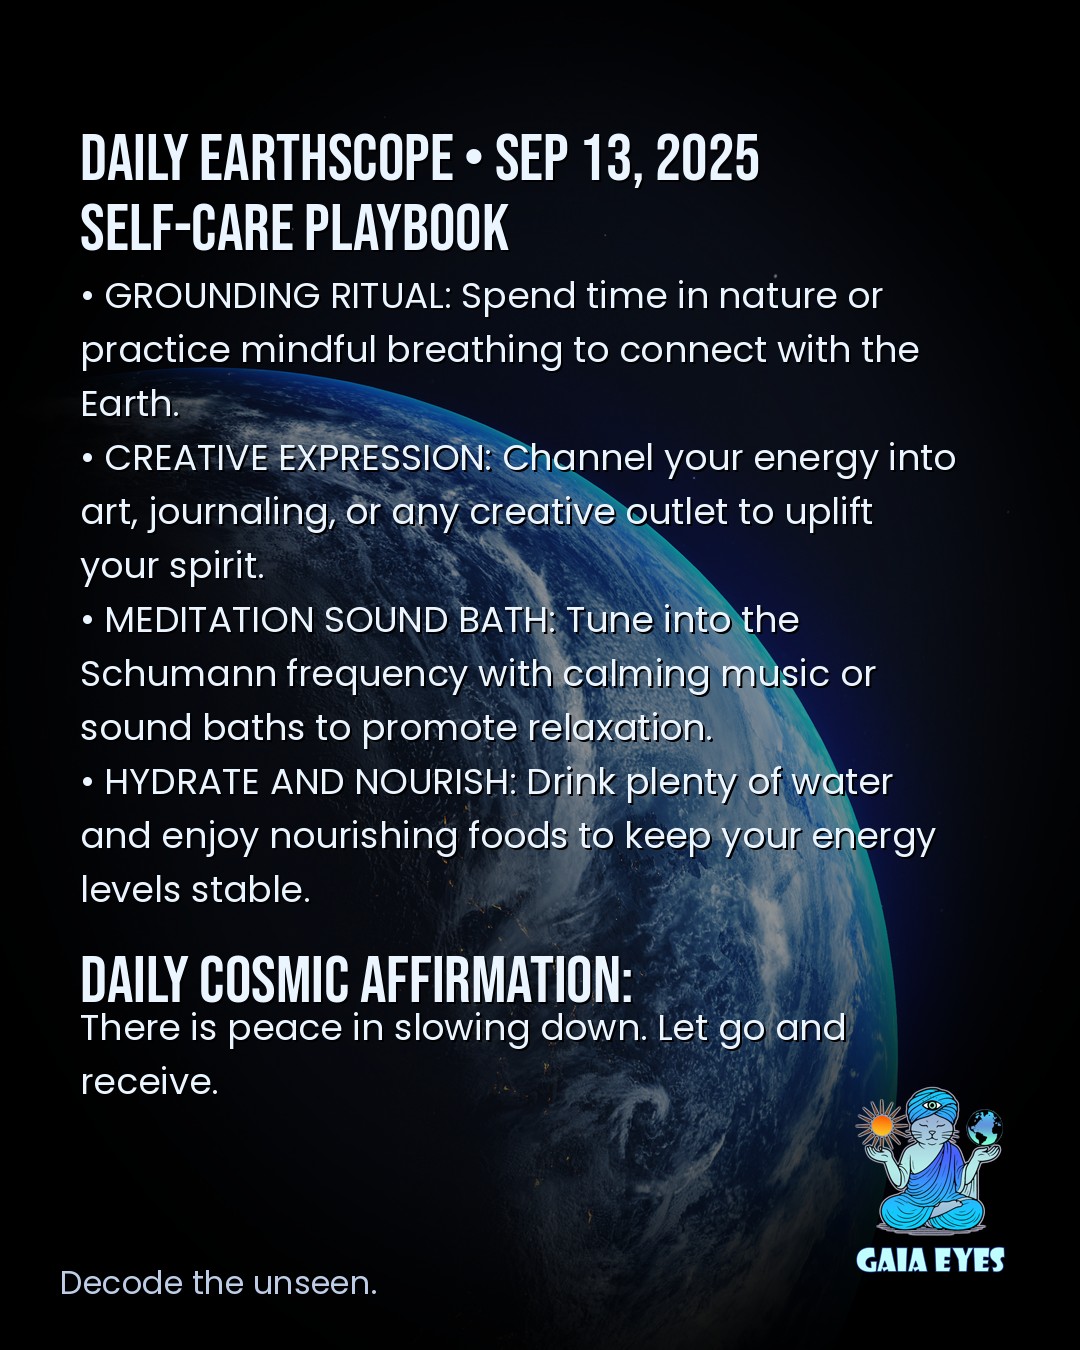 DAILY EARTHSCOPE • SEP 13, 2025
SELF-CARE PLAYBOOK
• GROUNDING RITUAL: Spend time in nature or
practice mindful breathing to connect with the
Earth.
• CREATIVE EXPRESSION: Channel your energy into
art, journaling, or any creative outlet to uplift
your spirit.
• MEDITATION SOUND BATH: Tune into the
Schumann frequency with calming music or
sound baths to promote relaxation.
• HYDRATE AND NOURISH: Drink plenty of water
and enjoy nourishing foods to keep your energy
levels stable.
DAILY COSMIC AFFIRMATION:
There is peace in slowing down. Let go and
receive.
GAIA EYES
Decode the unseen.